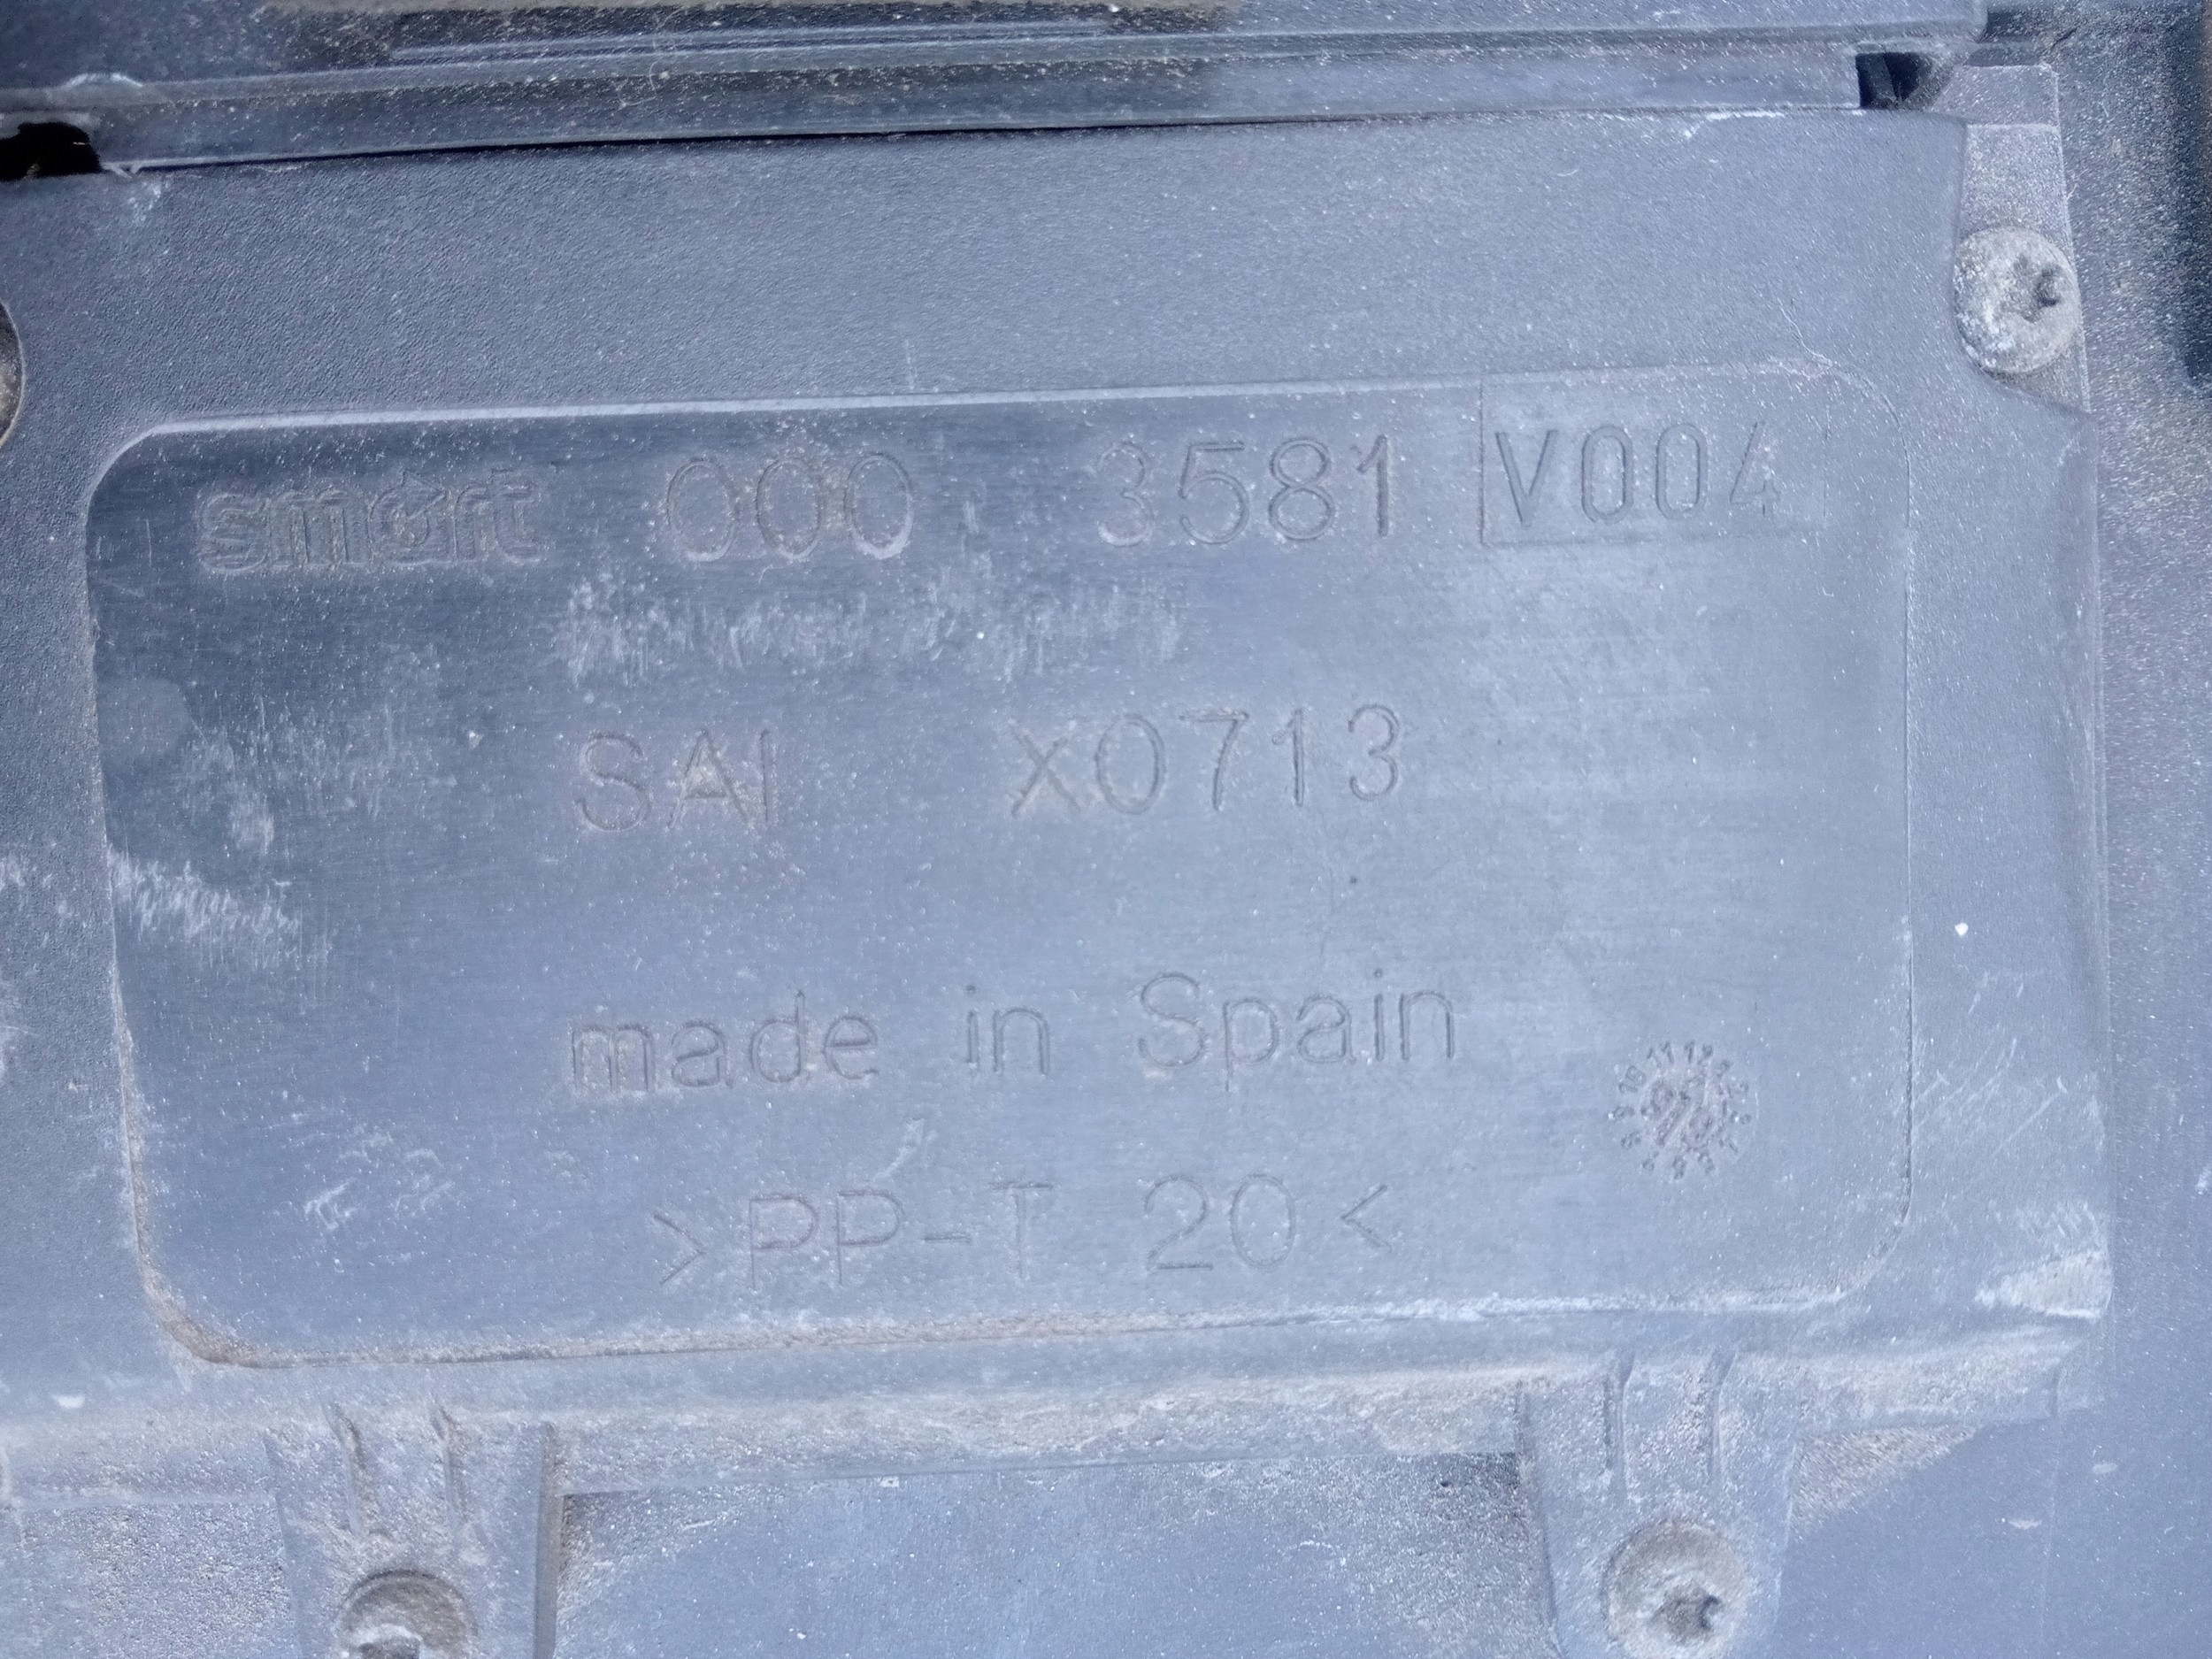 smart 000 3581 V004
SAI X0713
made in Spain
>PP-T 20<